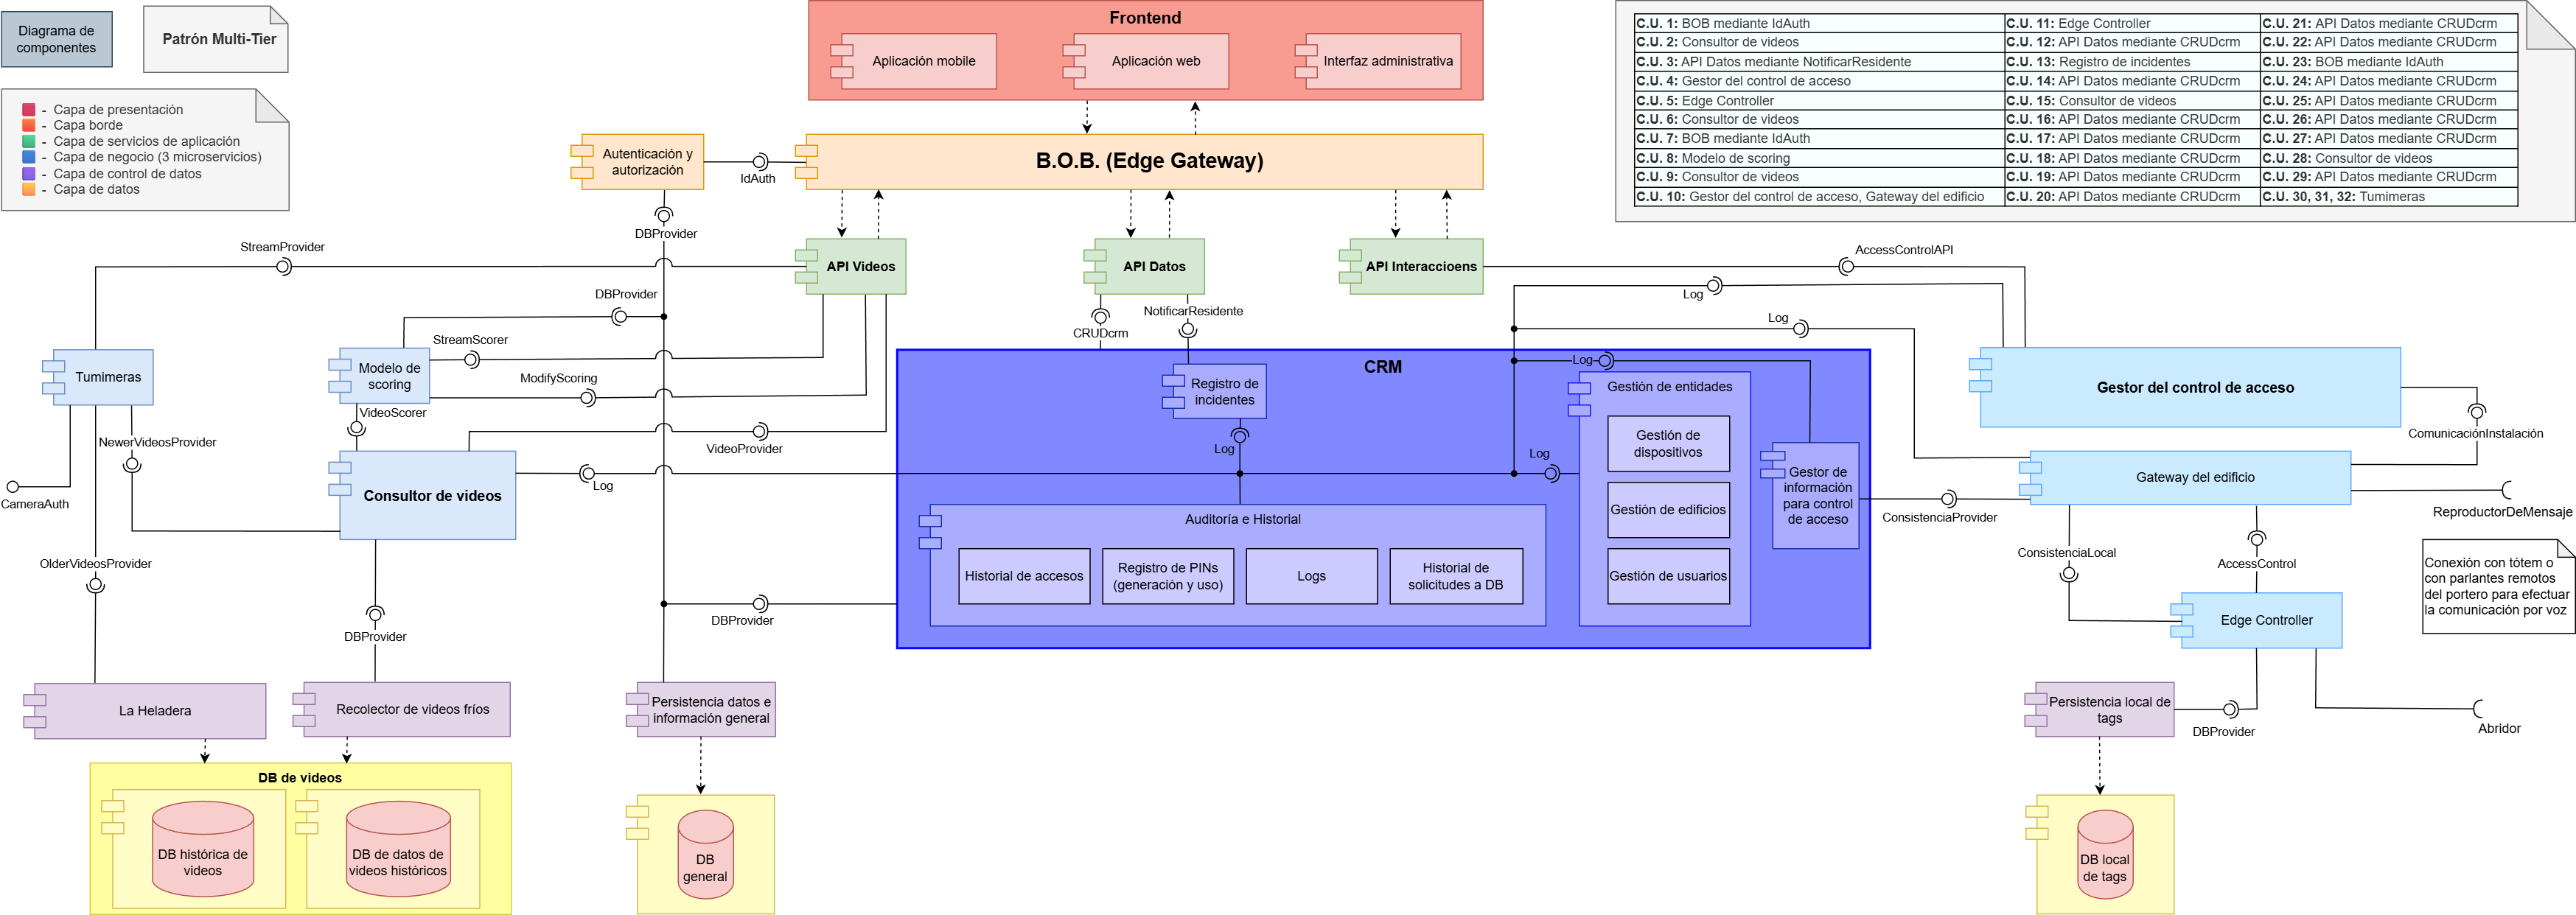 Diagrama de
componentes
Patrón Multi-Tier
- Capa de presentación
- Capa borde
- Capa de servicios de aplicación
- Capa de negocio (3 microservicios)
- Capa de control de datos
- Capa de datos
Frontend
Aplicación mobile
Aplicación web
Interfaz administrativa
C.U. 1: BOB mediante IdAuth
C.U. 11: Edge Controller
C.U. 21: API Datos mediante CRUDcrm
C.U. 2: Consultor de videos
C.U. 12: API Datos mediante CRUDcrm
C.U. 22: API Datos mediante CRUDcrm
C.U. 3: API Datos mediante NotificarResidente
C.U. 13: Registro de incidentes
C.U. 23: BOB mediante IdAuth
C.U. 4: Gestor del control de acceso
C.U. 14: API Datos mediante CRUDcrm
C.U. 24: API Datos mediante CRUDcrm
C.U. 5: Edge Controller
C.U. 15: Consultor de videos
C.U. 25: API Datos mediante CRUDcrm
C.U. 6: Consultor de videos
C.U. 16: API Datos mediante CRUDcrm
C.U. 26: API Datos mediante CRUDcrm
C.U. 7: BOB mediante IdAuth
C.U. 17: API Datos mediante CRUDcrm
C.U. 27: API Datos mediante CRUDcrm
C.U. 8: Modelo de scoring
C.U. 18: API Datos mediante CRUDcrm
C.U. 28: Consultor de videos
C.U. 9: Consultor de videos
C.U. 19: API Datos mediante CRUDcrm
C.U. 29: API Datos mediante CRUDcrm
C.U. 10: Gestor del control de acceso, Gateway del edificio
C.U. 20: API Datos mediante CRUDcrm
C.U. 30, 31, 32: Tumimeras
Autenticación y
autorización
IdAuth
B.O.B. (Edge Gateway)
DBProvider
StreamProvider
API Videos
API Datos
API Interaccioens
AccessControlAPI
DBProvider
Log
NotificarResidente
CRUDcrm
Log
StreamScorer
Tumimeras
Modelo de
scoring
ModifyScoring
VideoScorer
CRM
Log
Registro de
incidentes
Gestión de entidades
Gestor del control de acceso
ComunicaciónInstalación
NewerVideosProvider
VideoProvider
Log
Log
Gestión de
dispositivos
Gestor de
información
para control
de acceso
Gateway del edificio
Consultor de videos
Log
CameraAuth
ConsistenciaProvider
ReproductorDeMensaje
Auditoría e Historial
Gestión de edificios
OlderVideosProvider
ConsistenciaLocal
AccessControl
Conexión con tótem o
con parlantes remotos
del portero para efectuar
la comunicación por voz
Historial de accesos
Registro de PINs
(generación y uso)
Logs
Historial de
solicitudes a DB
Gestión de usuarios
DBProvider
DBProvider
Edge Controller
La Heladera
Recolector de videos fríos
Persistencia datos e
información general
Persistencia local de
tags
DBProvider
Abridor
DB de videos
DB histórica de
videos
DB de datos de
videos históricos
DB
general
DB local
de tags